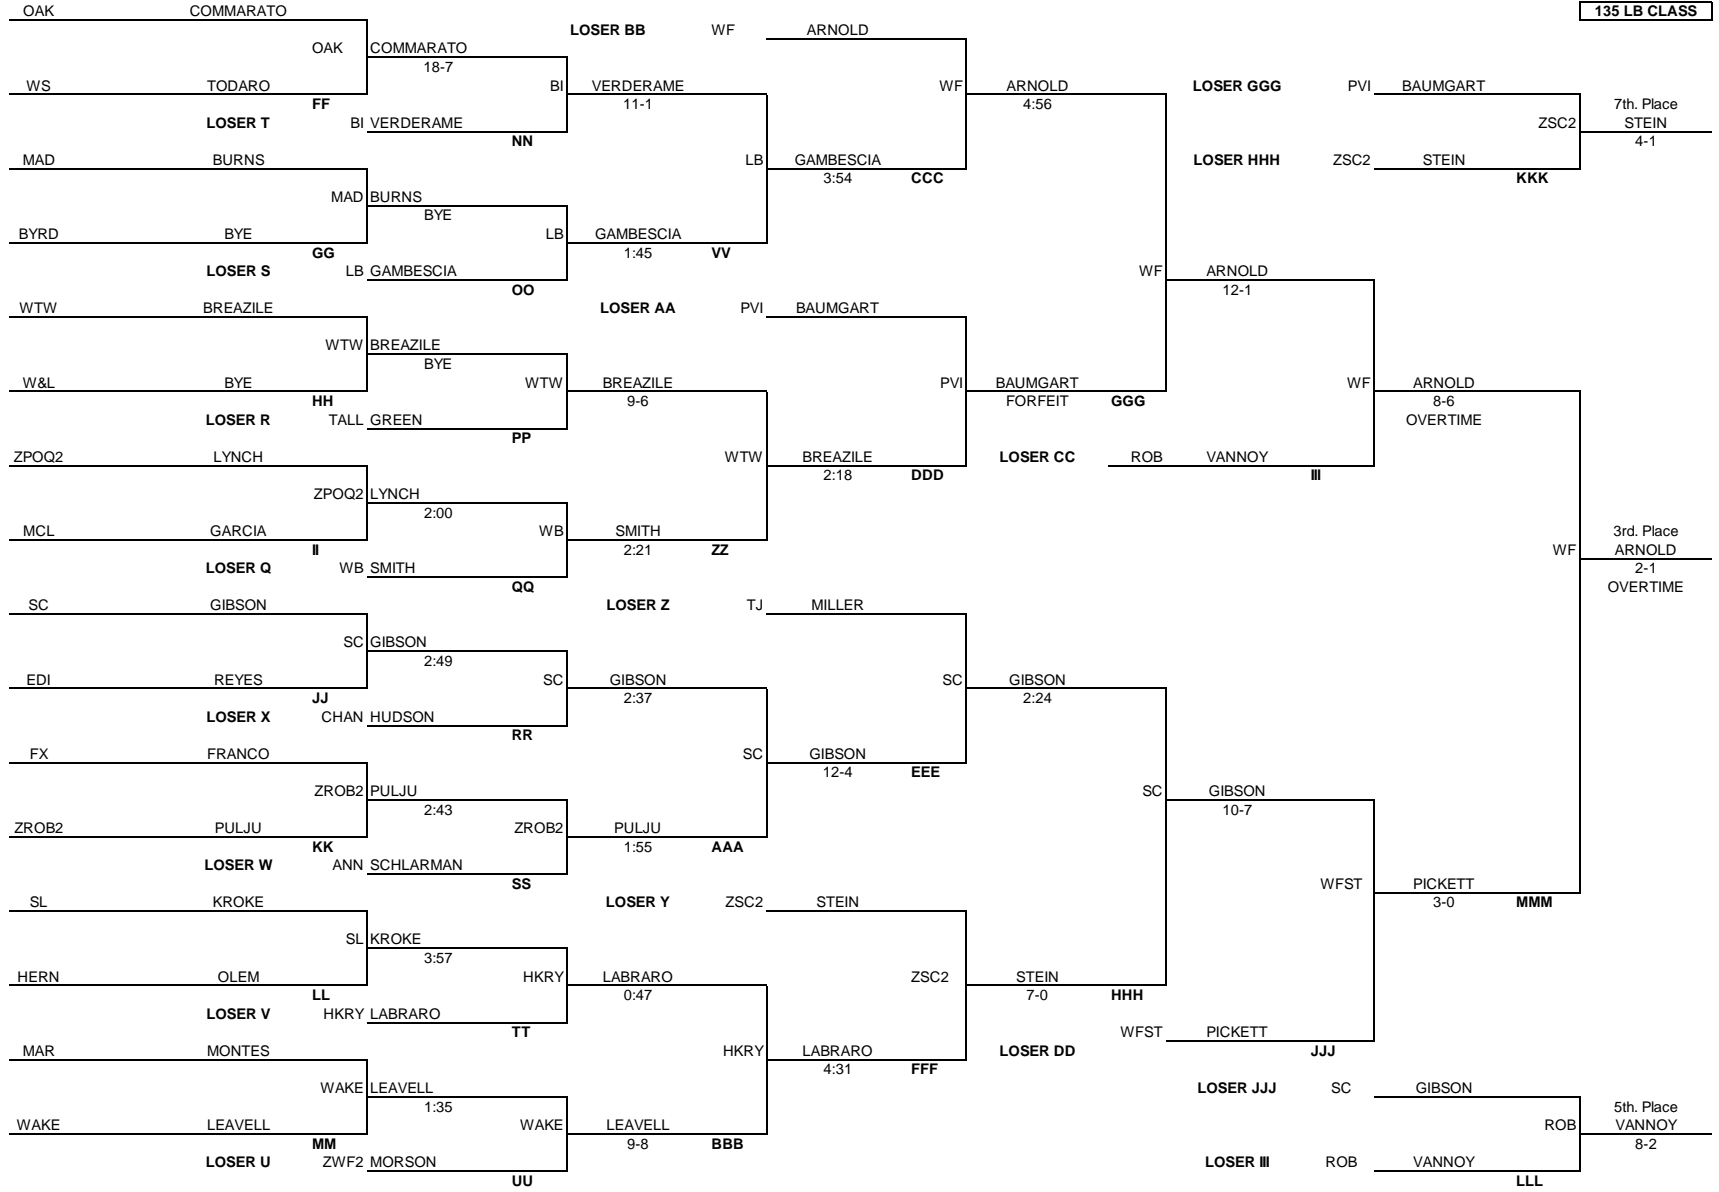 OAK COMMARATO 135 LB CLASS
LOSER BB WF ARNOLD
OAK COMMARATO
18-7
WS TODARO BI VERDERAME WF ARNOLD LOSER GGG PVI BAUMGART
FF 11-1 4:56 7th. Place
LOSER T BI VERDERAME ZSC2 STEIN
NN 4-1
MAD BURNS LB GAMBESCIA LOSER HHH ZSC2 STEIN
3:54 CCC KKK
MAD BURNS
BYE
BYRD BYE LB GAMBESCIA
GG 1:45 VV
LOSER S LB GAMBESCIA WF ARNOLD
OO 12-1
WTW BREAZILE LOSER AA PVI BAUMGART
WTW BREAZILE
BYE
W&L BYE WTW BREAZILE PVI BAUMGART WF ARNOLD
HH 9-6 FORFEIT GGG 8-6
LOSER R TALL GREEN OVERTIME
PP
ZPOQ2 LYNCH WTW BREAZILE LOSER CC ROB VANNOY
2:18 DDD III
ZPOQ2 LYNCH
2:00
MCL GARCIA WB SMITH 3rd. Place
II 2:21 ZZ WF ARNOLD
LOSER Q WB SMITH 2-1
QQ OVERTIME
SC GIBSON LOSER Z TJ MILLER
SC GIBSON
2:49
EDI REYES SC GIBSON SC GIBSON
JJ 2:37 2:24
LOSER X CHAN HUDSON
RR
FX FRANCO SC GIBSON
12-4 EEE
ZROB2 PULJU SC GIBSON
2:43 10-7
ZROB2 PULJU ZROB2 PULJU
KK 1:55 AAA
LOSER W ANN SCHLARMAN
SS WFST PICKETT
SL KROKE LOSER Y ZSC2 STEIN 3-0 MMM
SL KROKE
3:57
HERN OLEM HKRY LABRARO ZSC2 STEIN
LL 0:47 7-0 HHH
LOSER V HKRY LABRARO
TT WFST PICKETT
MAR MONTES HKRY LABRARO LOSER DD JJJ
4:31 FFF
WAKE LEAVELL LOSER JJJ SC GIBSON
1:35 5th. Place
WAKE LEAVELL WAKE LEAVELL ROB VANNOY
MM 9-8 BBB 8-2
LOSER U ZWF2 MORSON LOSER III ROB VANNOY
UU LLL